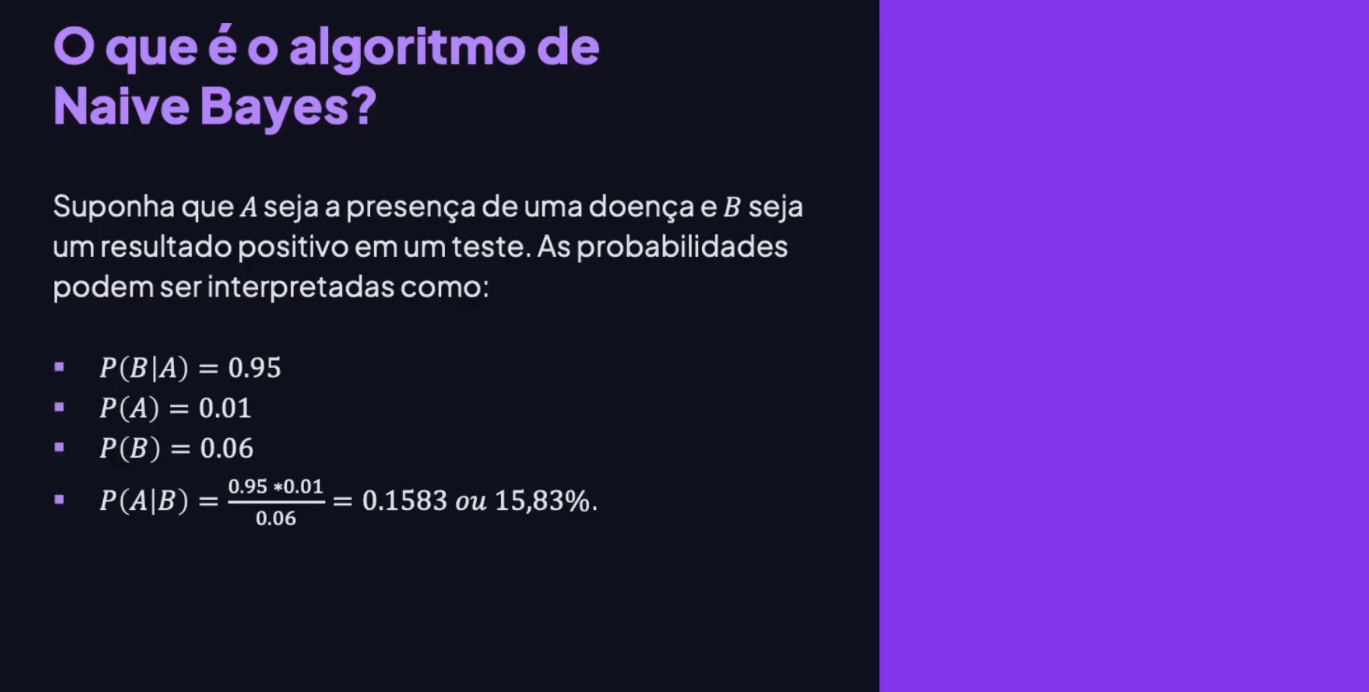 O que é o algoritmo de
Naive Bayes?
Suponha que A seja a presença de uma doença e B seja
um resultado positivo em um teste. As probabilidades
podem ser interpretadas como:
▪ P(B|A) = 0.95
▪ P(A) = 0.01
▪ P(B) = 0.06
▪ P(A|B) = \frac{0.95 *0.01}{0.06} = 0.1583 ou 15,83%.